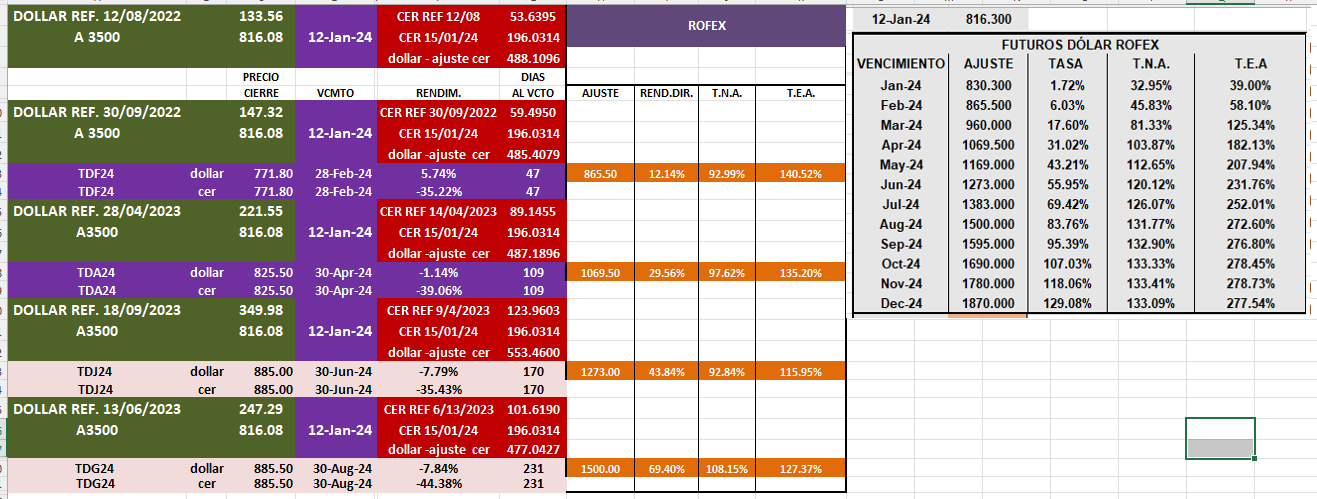 DOLLAR REF. 12/08/2022 133.56 CER REF 12/08 53.6395
A 3500 816.08 12-Jan-24 CER 15/01/24 196.0314 ROFEX
dollar - ajuste cer 488.1096
PRECIO DIAS
CIERRE VCMTO RENDIM. AL VCTO AJUSTE REND.DIR. T.N.A. T.E.A.
DOLLAR REF. 30/09/2022 147.32 CER REF 30/09/2022 59.4950
A 3500 816.08 12-Jan-24 CER 15/01/24 196.0314
dollar -ajuste cer 485.4079
TDF24 dollar 771.80 28-Feb-24 5.74% 47 865.50 12.14% 92.99% 140.52%
TDF24 cer 771.80 28-Feb-24 -35.22% 47
DOLLAR REF. 28/04/2023 221.55 CER REF 14/04/2023 89.1455
A3500 816.08 12-Jan-24 CER 15/01/24 196.0314
dollar -ajuste cer 487.1896
TDA24 dollar 825.50 30-Apr-24 -1.14% 109 1069.50 29.56% 97.62% 135.20%
TDA24 cer 825.50 30-Apr-24 -39.06% 109
DOLLAR REF. 18/09/2023 349.98 CER REF 9/4/2023 123.9603
A3500 816.08 12-Jan-24 CER 15/01/24 196.0314
dollar -ajuste cer 553.4600
TDJ24 dollar 885.00 30-Jun-24 -7.79% 170 1273.00 43.84% 92.84% 115.95%
TDJ24 cer 885.00 30-Jun-24 -35.43% 170
DOLLAR REF. 13/06/2023 247.29 CER REF 6/13/2023 101.6190
A3500 816.08 12-Jan-24 CER 15/01/24 196.0314
dollar -ajuste cer 477.0427
TDG24 dollar 885.50 30-Aug-24 -7.84% 231 1500.00 69.40% 108.15% 127.37%
TDG24 cer 885.50 30-Aug-24 -44.38% 231
12-Jan-24 816.300
FUTUROS DÓLAR ROFEX
VENCIMIENTO AJUSTE TASA T.N.A. T.E.A
Jan-24 830.300 1.72% 32.95% 39.00%
Feb-24 865.500 6.03% 45.83% 58.10%
Mar-24 960.000 17.60% 81.33% 125.34%
Apr-24 1069.500 31.02% 103.87% 182.13%
May-24 1169.000 43.21% 112.65% 207.94%
Jun-24 1273.000 55.95% 120.12% 231.76%
Jul-24 1383.000 69.42% 126.07% 252.01%
Aug-24 1500.000 83.76% 131.77% 272.60%
Sep-24 1595.000 95.39% 132.90% 276.80%
Oct-24 1690.000 107.03% 133.33% 278.45%
Nov-24 1780.000 118.06% 133.41% 278.73%
Dec-24 1870.000 129.08% 133.09% 277.54%